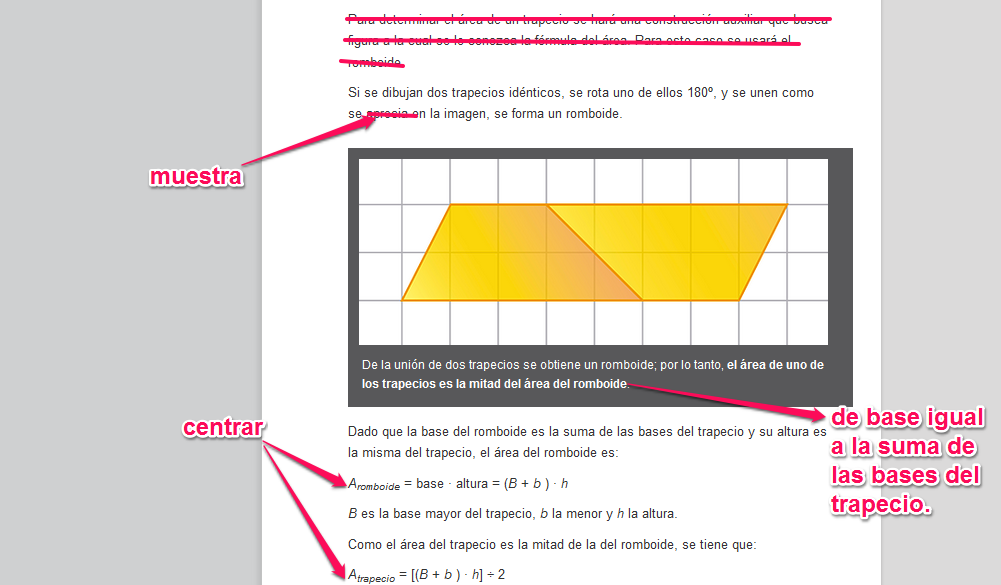 Para determinar el área de un trapecio se hará una construcción auxiliar que busca
figura a la cual se le conozca la fórmula del área. Para este caso se usará el
romboide.
Si se dibujan dos trapecios idénticos, se rota uno de ellos 180º, y se unen como
se aprecia en la imagen, se forma un romboide.
muestra
De la unión de dos trapecios se obtiene un romboide; por lo tanto, el área de uno de
los trapecios es la mitad del área del romboide.
de base igual
a la suma de
las bases del
trapecio.
centrar
Dado que la base del romboide es la suma de las bases del trapecio y su altura es
la misma del trapecio, el área del romboide es:
Aromboide = base · altura = (B + b ) · h
B es la base mayor del trapecio, b la menor y h la altura.
Como el área del trapecio es la mitad de la del romboide, se tiene que:
Atrapecio = [(B + b ) · h] ÷ 2